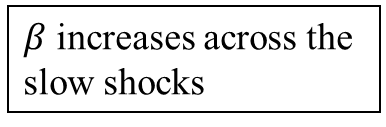 β increases across the
slow shocks